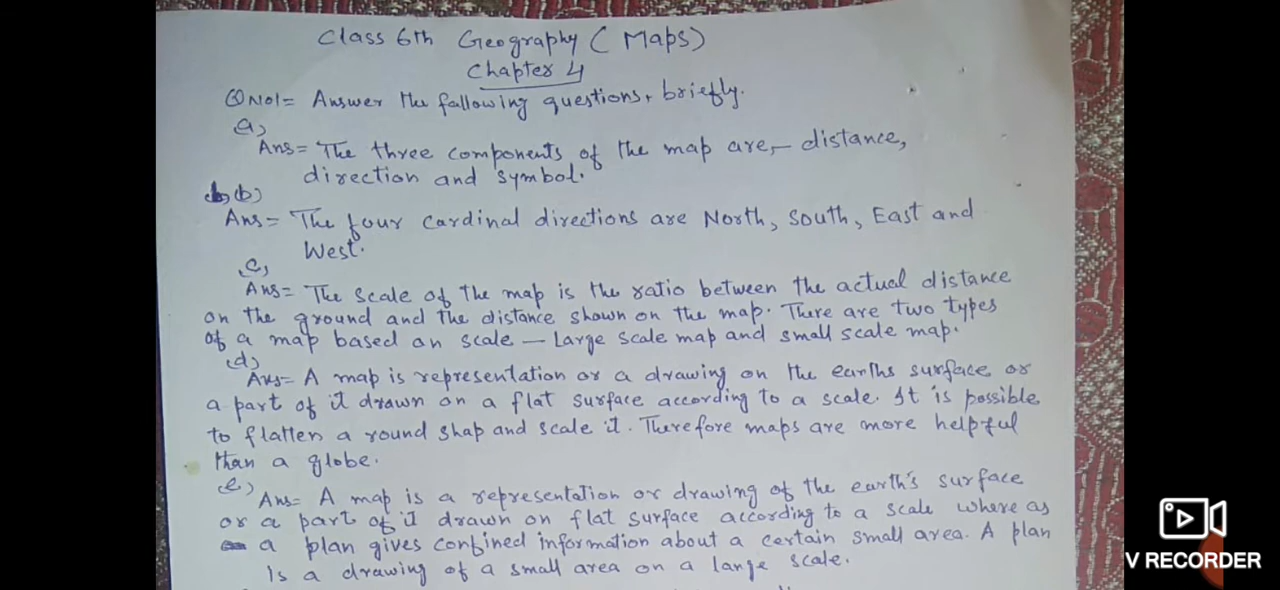 Class 6th Geography (Maps)
Chapter 4
Q No1= Answer the fallowing questions, briefly.
a,
Ans= The three components of the map are,- distance,
direction and symbol.
(b)
Ans= The four cardinal directions are North, South, East and
West.
c,
Ans= The scale of the map is the ratio between the actual distance
on the ground and the distance shown on the map. There are two types
of a map based on scale — Large scale map and small scale map.
(d)
Ans= A map is representation or a drawing on the earths surface or
a part of it drawn on a flat surface according to a scale. It is possible
to flatten a round shap and scale it. Therefore maps are more helpful
than a globe.
e)
Ans= A map is a representation or drawing of the earth's surface
or a part of it drawn on flat surface according to a scale where as
a plan gives confined information about a certain small area. A plan
Is a drawing of a small area on a large scale.
V RECORDER